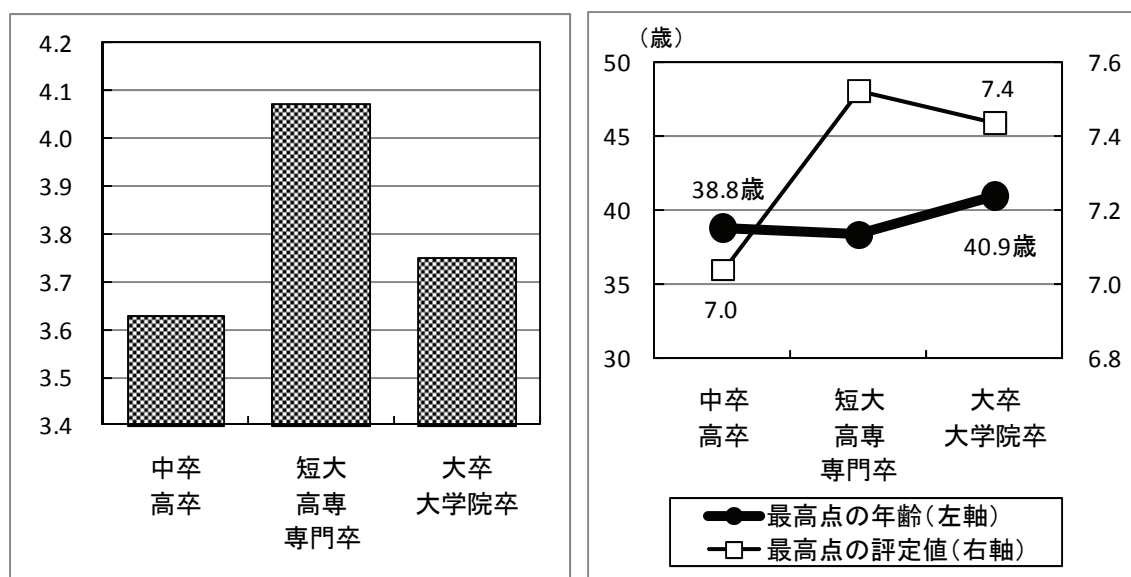 4.2
4.1
4.0
3.9
3.8
3.7
3.6
3.5
3.4
中卒 短大 大卒
高卒 高専 大学院卒
専門卒
（歳）
50 7.6
45 7.4
40 7.2
35 7.0
30 6.8
7.4
38.8歳
40.9歳
7.0
中卒 短大 大卒
高卒 高専 大学院卒
専門卒
最高点の年齢（左軸）
最高点の評定値（右軸）